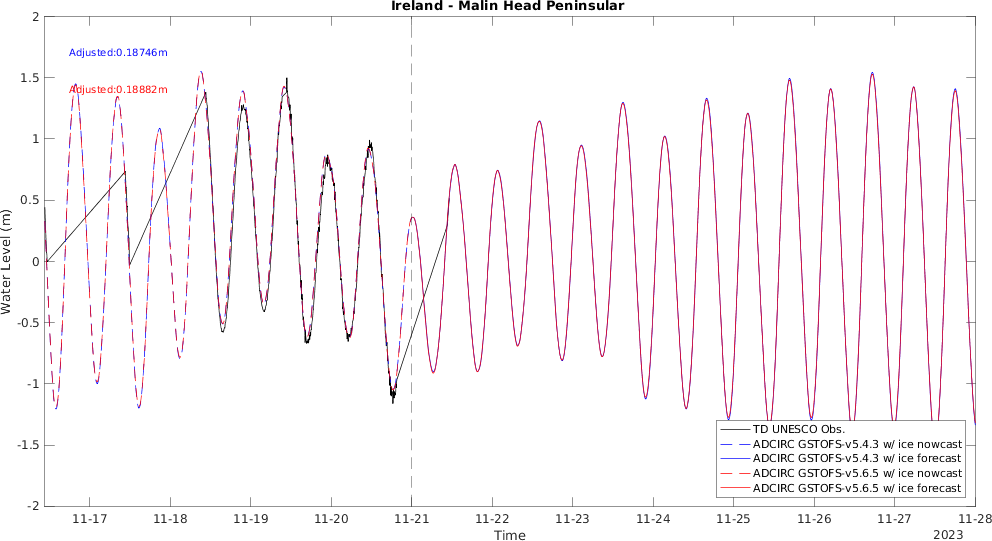 Ireland - Malin Head Peninsular
2
1.5
1
0.5
0
-0.5
-1
-1.5
-2
Water Level (m)
Adjusted:0.18746m
Adjusted:0.18882m
TD UNESCO Obs.
ADCIRC GSTOFS-v5.4.3 w/ ice nowcast
ADCIRC GSTOFS-v5.4.3 w/ ice forecast
ADCIRC GSTOFS-v5.6.5 w/ ice nowcast
ADCIRC GSTOFS-v5.6.5 w/ ice forecast
11-17 11-18 11-19 11-20 11-21 11-22 11-23 11-24 11-25 11-26 11-27 11-28
Time
2023